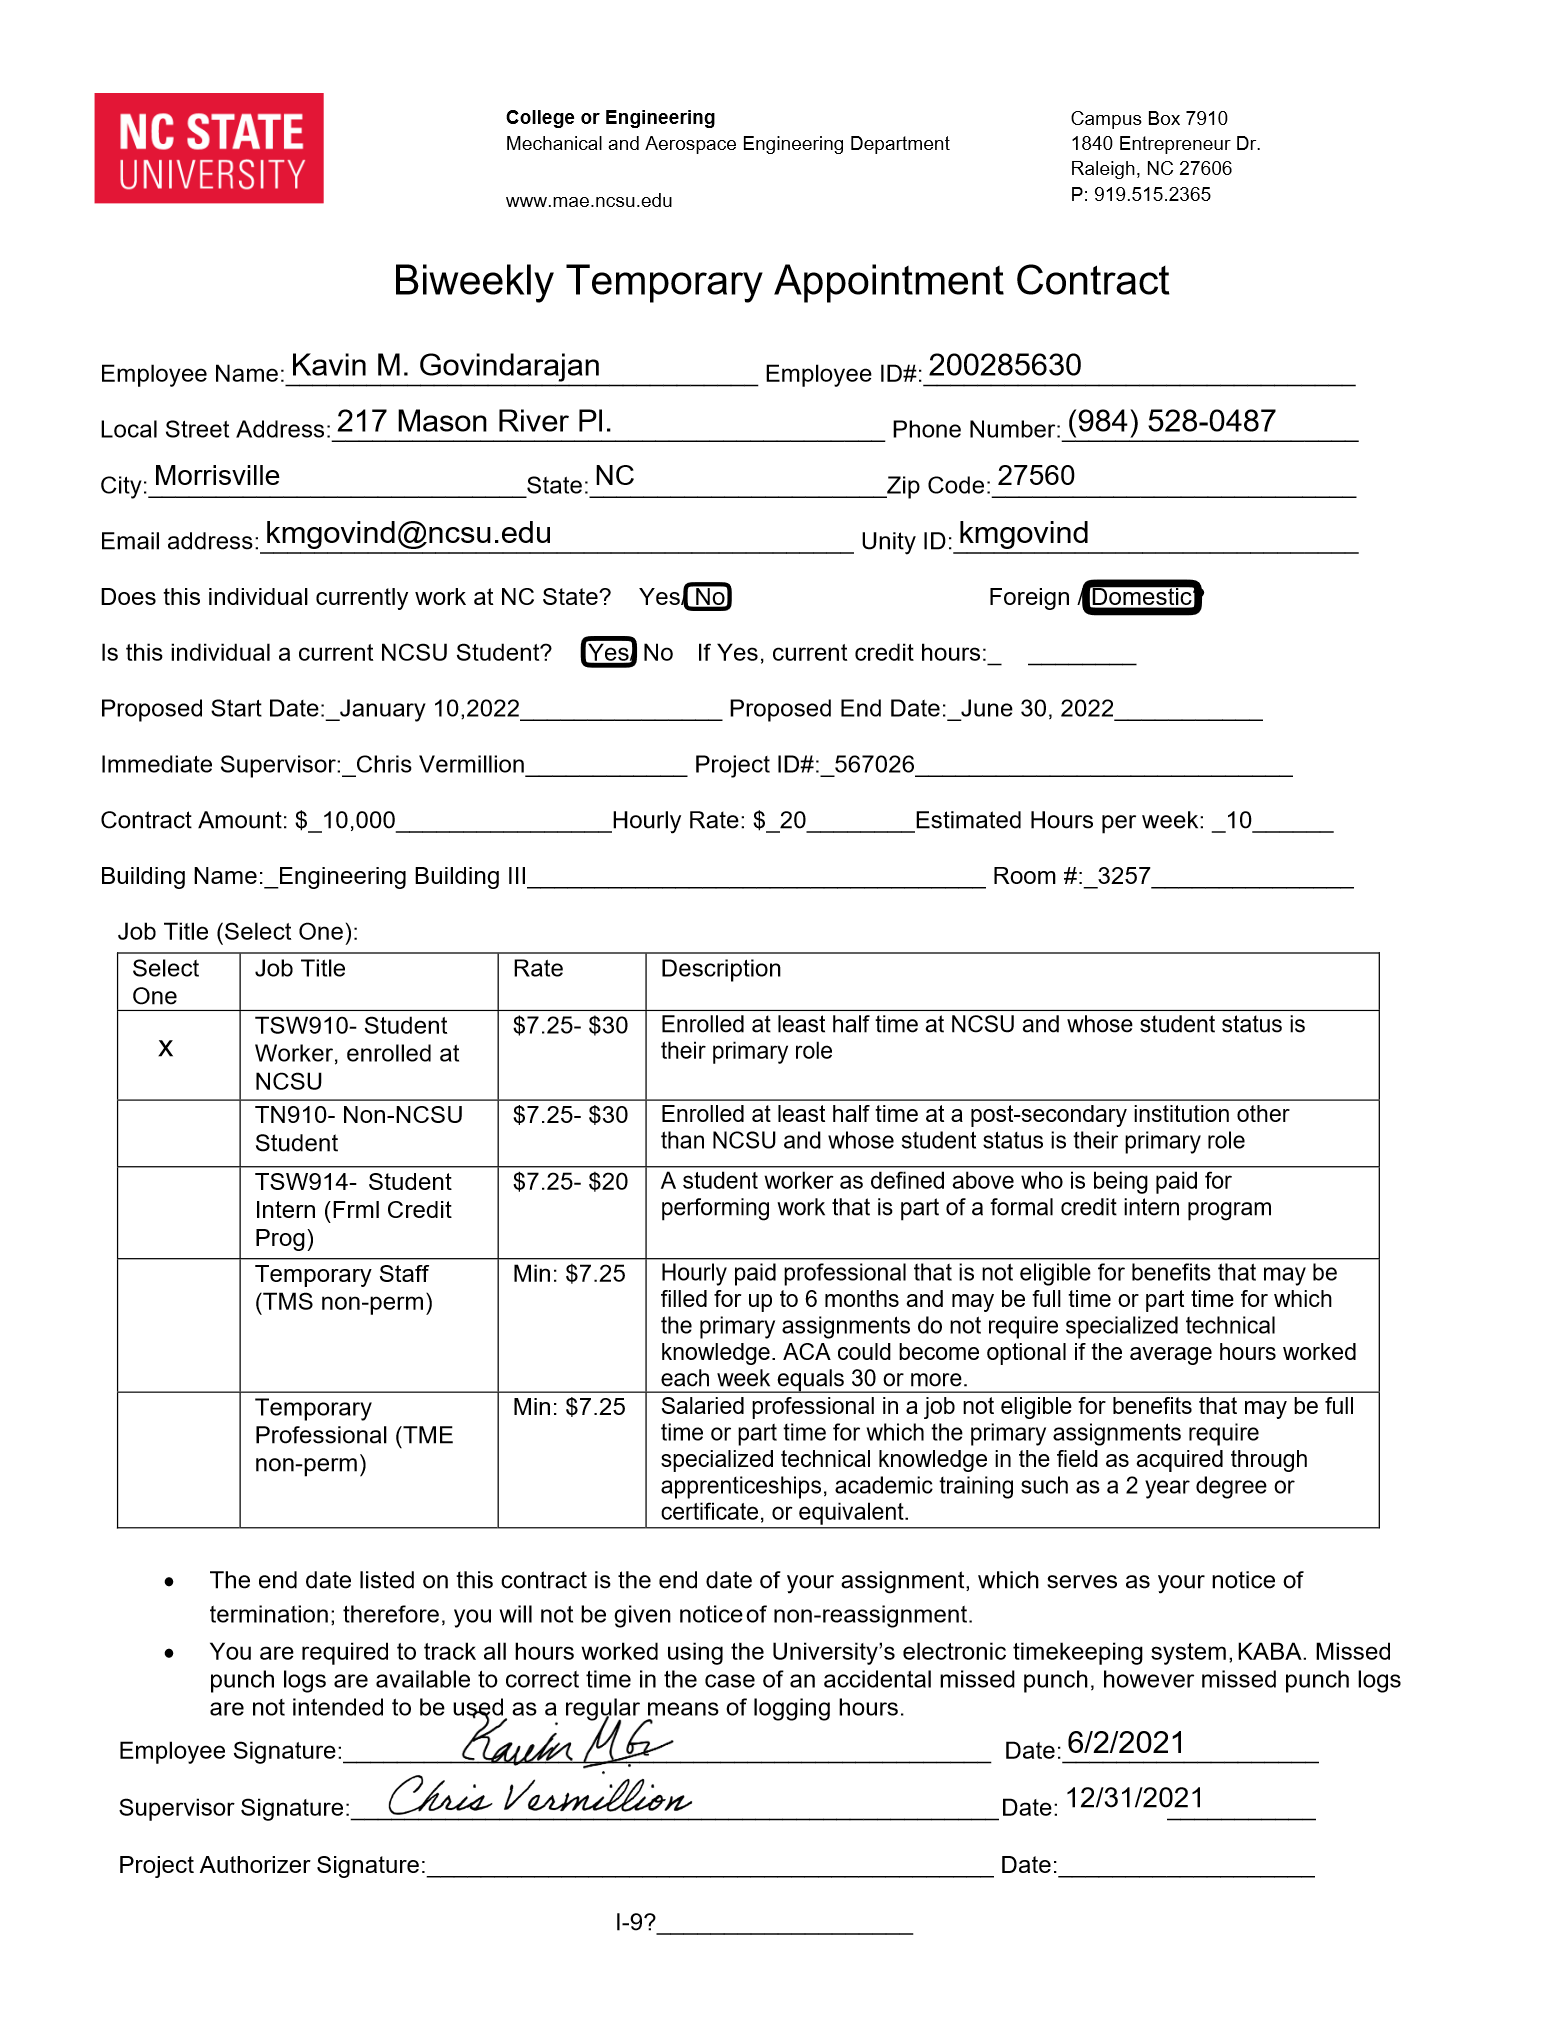 NC STATE
UNIVERSITY
College or Engineering
Mechanical and Aerospace Engineering Department
www.mae.ncsu.edu
Campus Box 7910
1840 Entrepreneur Dr.
Raleigh, NC 27606
P: 919.515.2365
Biweekly Temporary Appointment Contract
Employee Name: Kavin M. Govindarajan Employee ID#: 200285630
Local Street Address: 217 Mason River Pl. Phone Number: (984) 528-0487
City: Morrisville State: NC Zip Code: 27560
Email address: kmgovind@ncsu.edu Unity ID: kmgovind
Does this individual currently work at NC State? Yes/ No Foreign / Domestic?
Is this individual a current NCSU Student? Yes/ No If Yes, current credit hours:_ ________
Proposed Start Date:_January 10,2022_______________ Proposed End Date:_June 30, 2022___________
Immediate Supervisor:_Chris Vermillion____________ Project ID#:_567026____________________________
Contract Amount: $_10,000________________Hourly Rate: $_20________Estimated Hours per week: _10______
Building Name:_Engineering Building III__________________________________ Room #:_3257_______________
Job Title (Select One):
Select One Job Title Rate Description
x TSW910- Student Worker, enrolled at NCSU $7.25- $30 Enrolled at least half time at NCSU and whose student status is
their primary role
TN910- Non-NCSU Student $7.25- $30 Enrolled at least half time at a post-secondary institution other
than NCSU and whose student status is their primary role
TSW914- Student Intern (Frml Credit Prog) $7.25- $20 A student worker as defined above who is being paid for
performing work that is part of a formal credit intern program
Temporary Staff (TMS non-perm) Min: $7.25 Hourly paid professional that is not eligible for benefits that may be
filled for up to 6 months and may be full time or part time for which
the primary assignments do not require specialized technical
knowledge. ACA could become optional if the average hours worked
each week equals 30 or more.
Temporary Professional (TME non-perm) Min: $7.25 Salaried professional in a job not eligible for benefits that may be full
time or part time for which the primary assignments require
specialized technical knowledge in the field as acquired through
apprenticeships, academic training such as a 2 year degree or
certificate, or equivalent.
• The end date listed on this contract is the end date of your assignment, which serves as your notice of
termination; therefore, you will not be given notice of non-reassignment.
• You are required to track all hours worked using the University’s electronic timekeeping system, KABA. Missed
punch logs are available to correct time in the case of an accidental missed punch, however missed punch logs
are not intended to be used as a regular means of logging hours.
Employee Signature: Kavin M G Date: 6/2/2021
Supervisor Signature: Chris Vermillion Date: 12/31/2021
Project Authorizer Signature:__________________________________________ Date:___________________
I-9?___________________